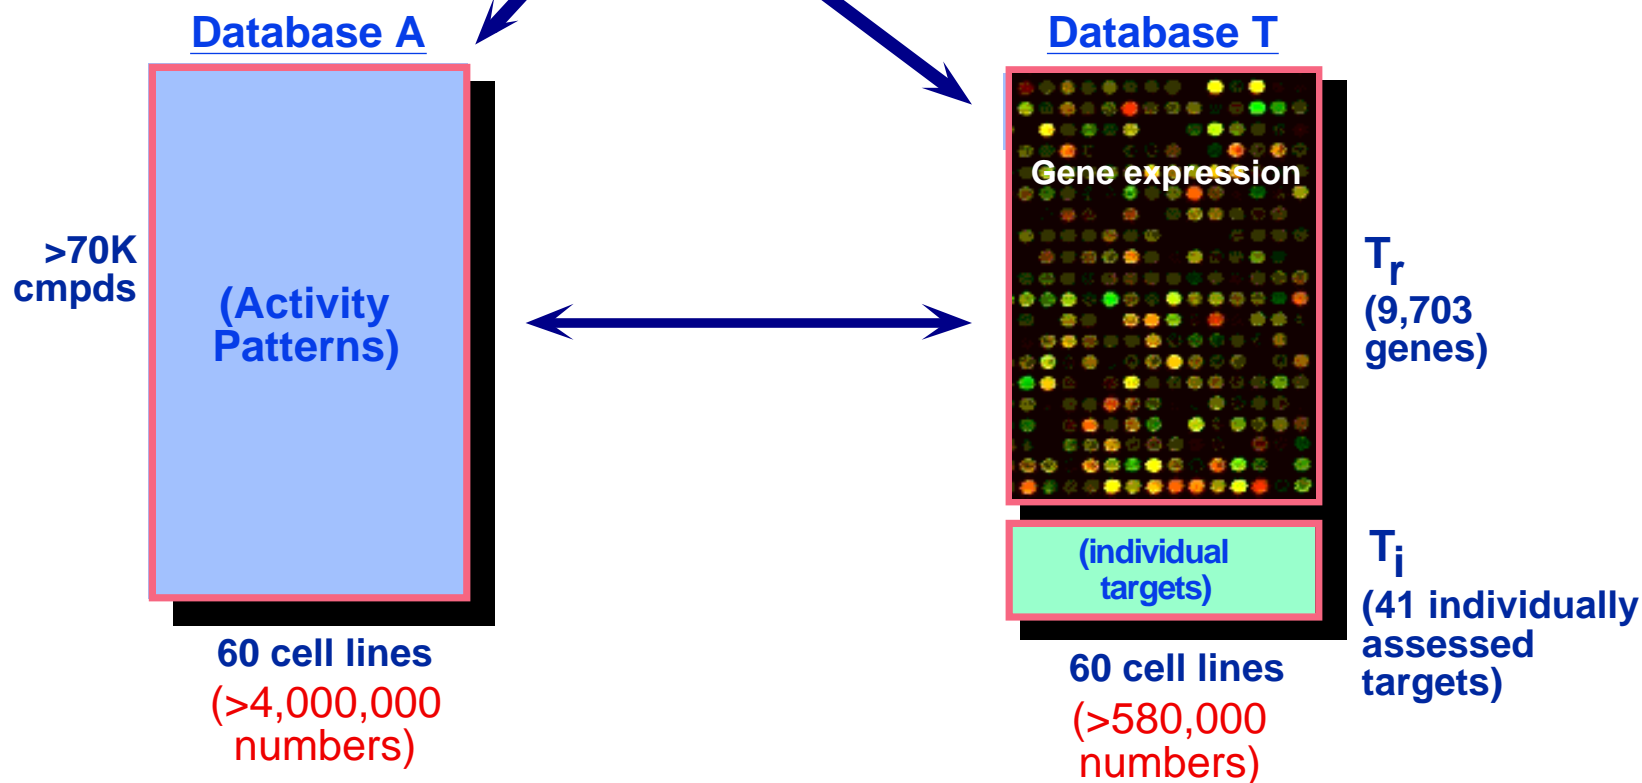 Database A
Database T
Gene expression
>70K
cmpds
(Activity
Patterns)
Tr
(9,703
genes)
(individual
targets)
Ti
(41 individually
assessed
targets)
60 cell lines
(>4,000,000
numbers)
60 cell lines
(>580,000
numbers)